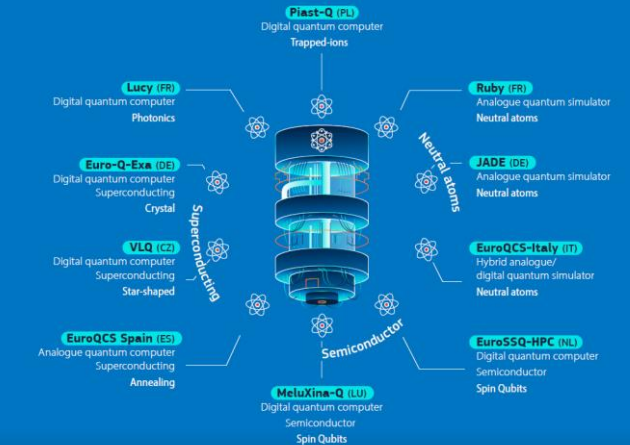 Piast-Q (PL)
Digital quantum computer
Trapped-ions
Lucy (FR)
Digital quantum computer
Photonics
Ruby (FR)
Analogue quantum simulator
Neutral atoms
Euro-Q-Exa (DE)
Digital quantum computer
Superconducting
Crystal
JADE (DE)
Analogue quantum simulator
Neutral atoms
Neutral atoms
Superconducting
VLQ (CZ)
Digital quantum computer
Superconducting
Star-shaped
EuroQCS-Italy (IT)
Hybrid analogue/
digital quantum simulator
Neutral atoms
EuroQCS Spain (ES)
Analogue quantum computer
Superconducting
Annealing
Semiconductor
EuroSSQ-HPC (NL)
Digital quantum computer
Semiconductor
Spin Qubits
MeluXina-Q (LU)
Digital quantum computer
Semiconductor
Spin Qubits